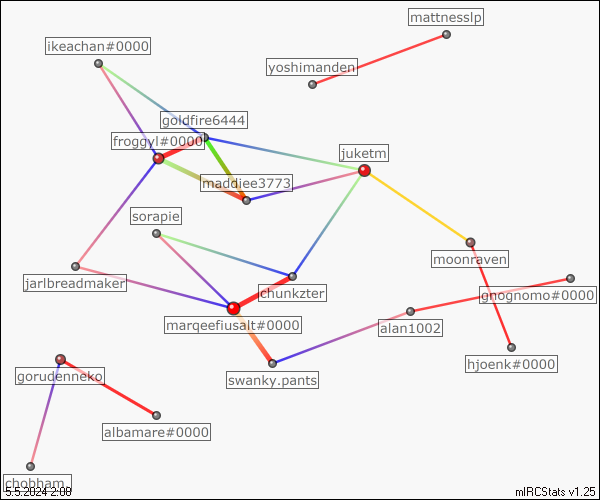 mattnesslp
ikeachan#0000
yoshimanden
goldfire6444
froggyl#0000
juketm
maddiee3773
sorapie
moonraven
jarlbreadmaker
chunkzter
gnognomo#0000
marqeefiusalt#0000
alan1002
hjoenk#0000
gorudenneko
swanky.pants
albamare#0000
chobham_
5.5.2024 2:00
mIRCStats v1.25